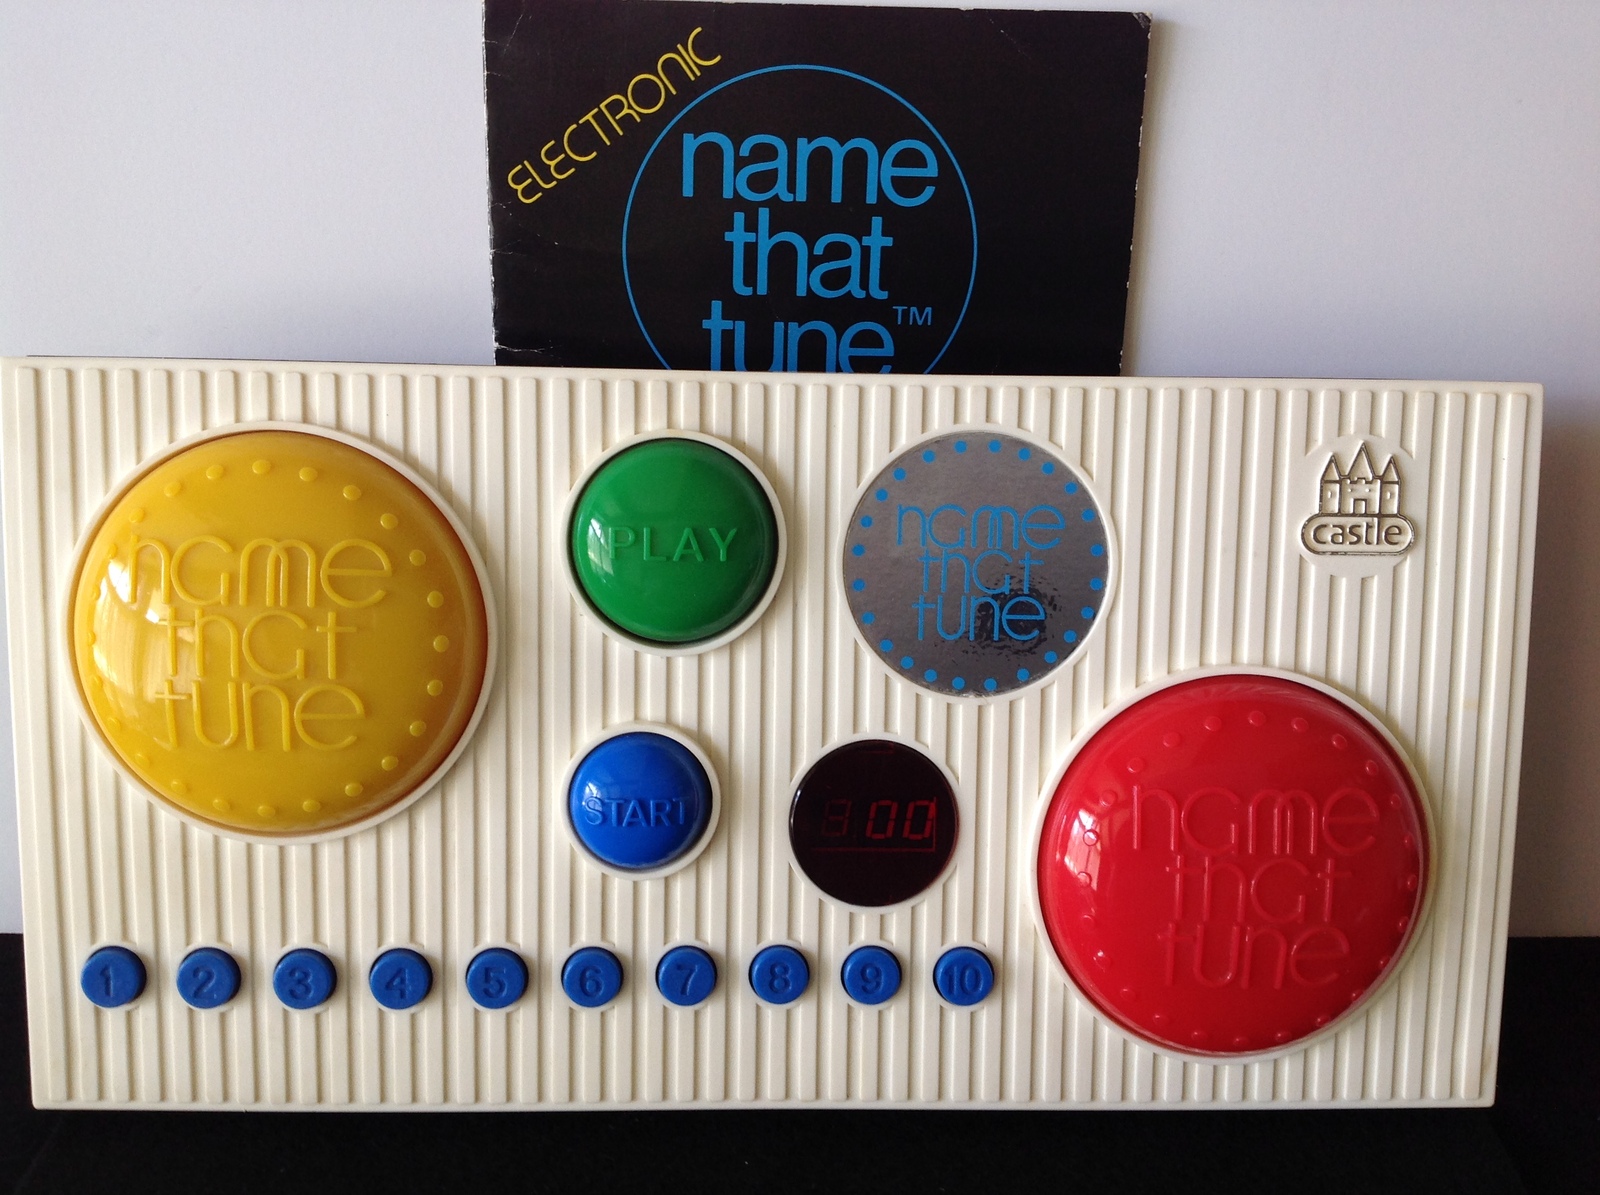 ELECTRONIC
name
that
tune™
name
that
tune
PLAY
name
that
tune
castle
START
00
name
that
tune
1 2 3 4 5 6 7 8 9 10